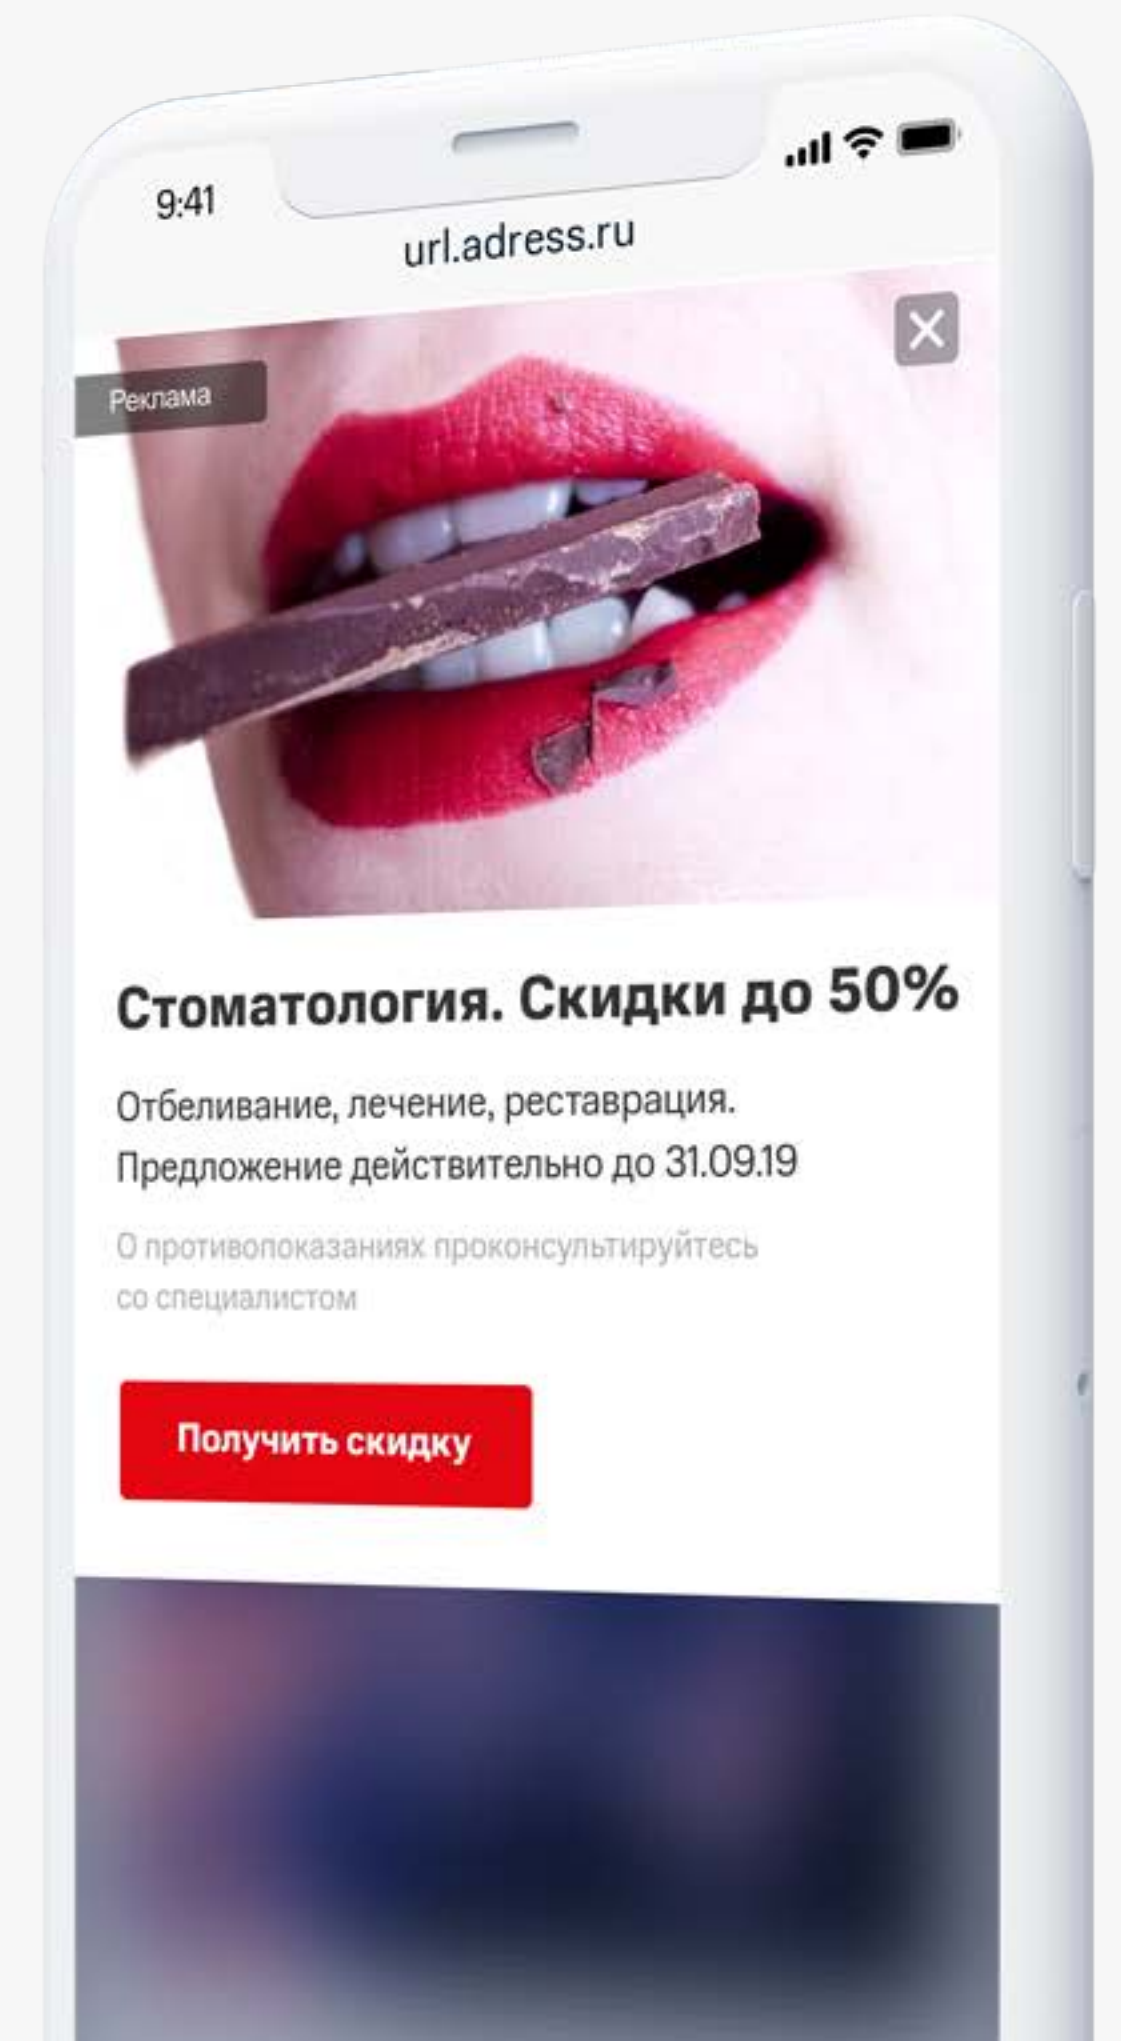 9:41
url.adress.ru
Реклама
Стоматология. Скидки до 50%
Отбеливание, лечение, реставрация.
Предложение действительно до 31.09.19
О противопоказаниях проконсультируйтесь
со специалистом
Получить скидку